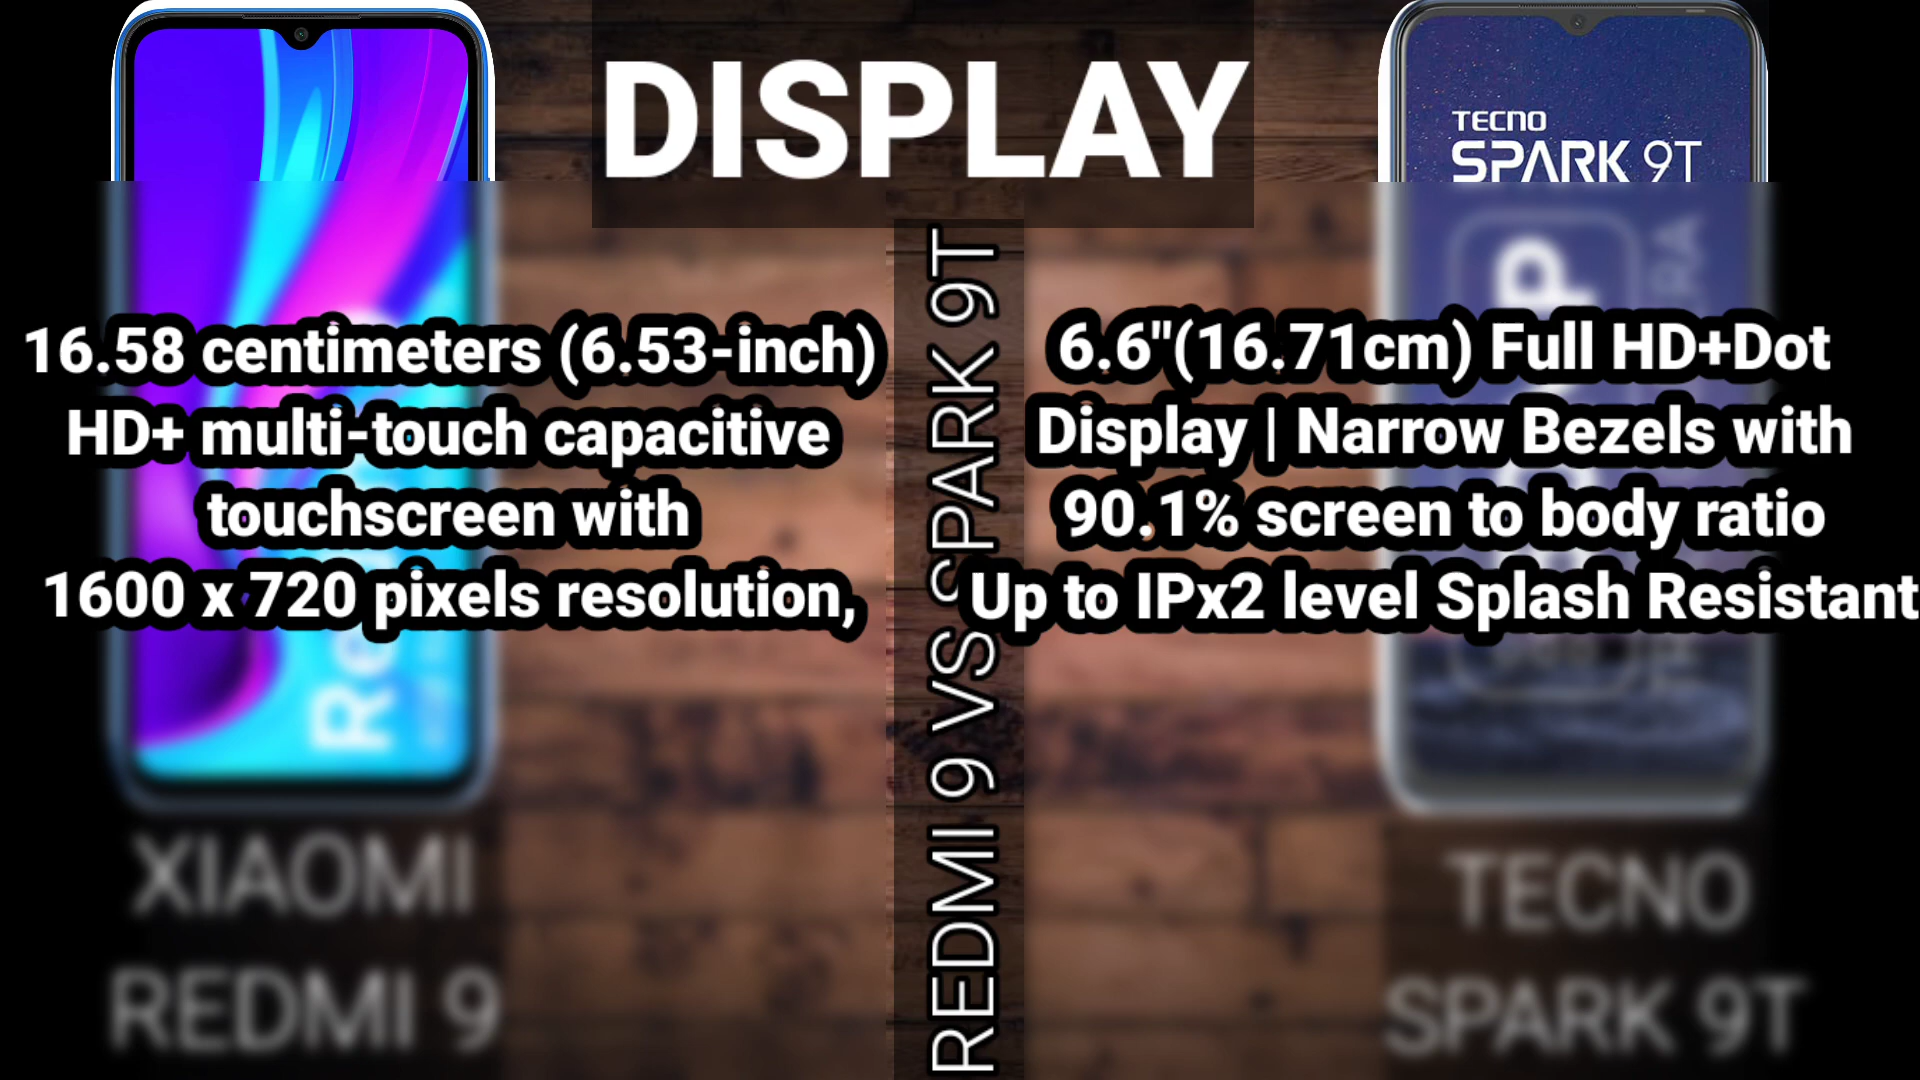 DISPLAY
TECNO
SPARK 9T
16.58 centimeters (6.53-inch)
HD+ multi-touch capacitive
touchscreen with
1600 x 720 pixels resolution,
REDMI 9 VS SPARK 9T
6.6"(16.71cm) Full HD+Dot
Display | Narrow Bezels with
90.1% screen to body ratio
Up to IPx2 level Splash Resistant
XIAOMI
REDMI 9
TECNO
SPARK 9T